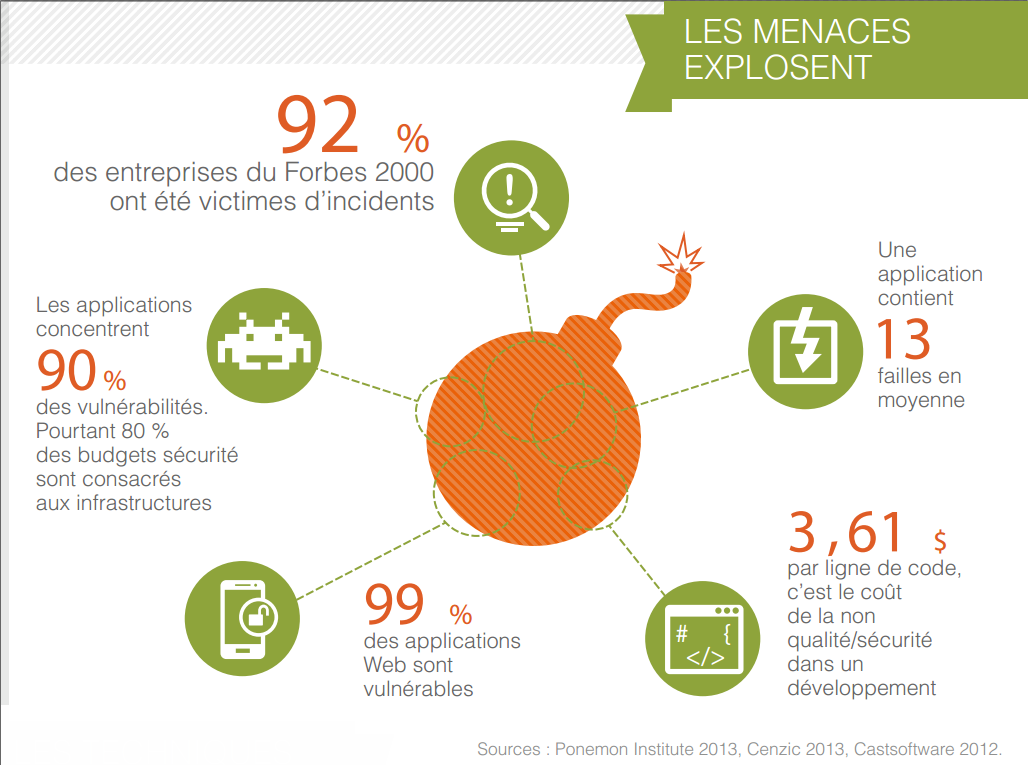 LES MENACES
EXPLOSENT
92 %
des entreprises du Forbes 2000
ont été victimes d'incidents
Les applications
concentrent
90 %
des vulnérabilités.
Pourtant 80 %
des budgets sécurité
sont consacrés
aux infrastructures
Une
application
contient
13
failles en
moyenne
99 %
des applications
Web sont
vulnérables
3,61 $
par ligne de code,
c'est le coût
de la non
qualité/sécurité
dans un
développement
# {
</>
Sources : Ponemon Institute 2013, Cenzic 2013, Castsoftware 2012.